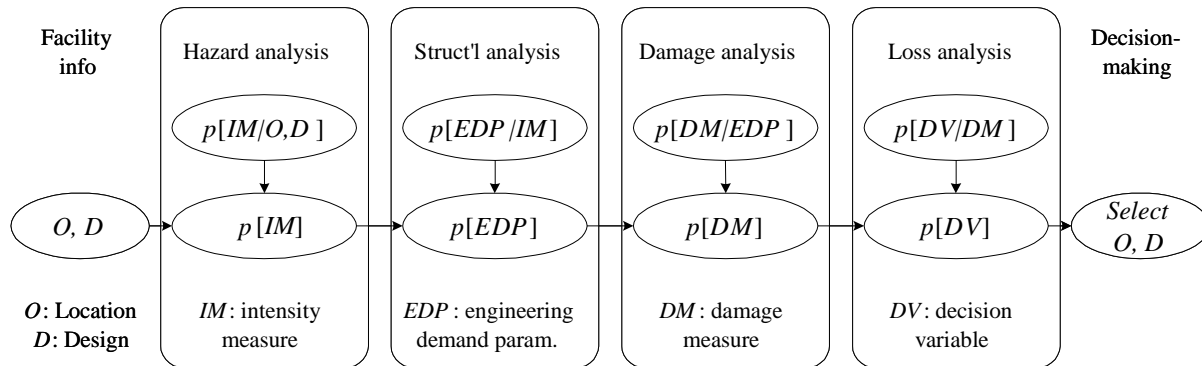 Facility
info
Hazard analysis
Struct'l analysis
Damage analysis
Loss analysis
Decision-
making
p[IM/O,D ]
p[EDP/IM]
p[DM/EDP ]
p[DV/DM]
O, D
p[IM]
p[EDP]
p[DM]
p[DV]
Select
O, D
O: Location
D: Design
IM: intensity
measure
EDP: engineering
demand param.
DM: damage
measure
DV: decision
variable